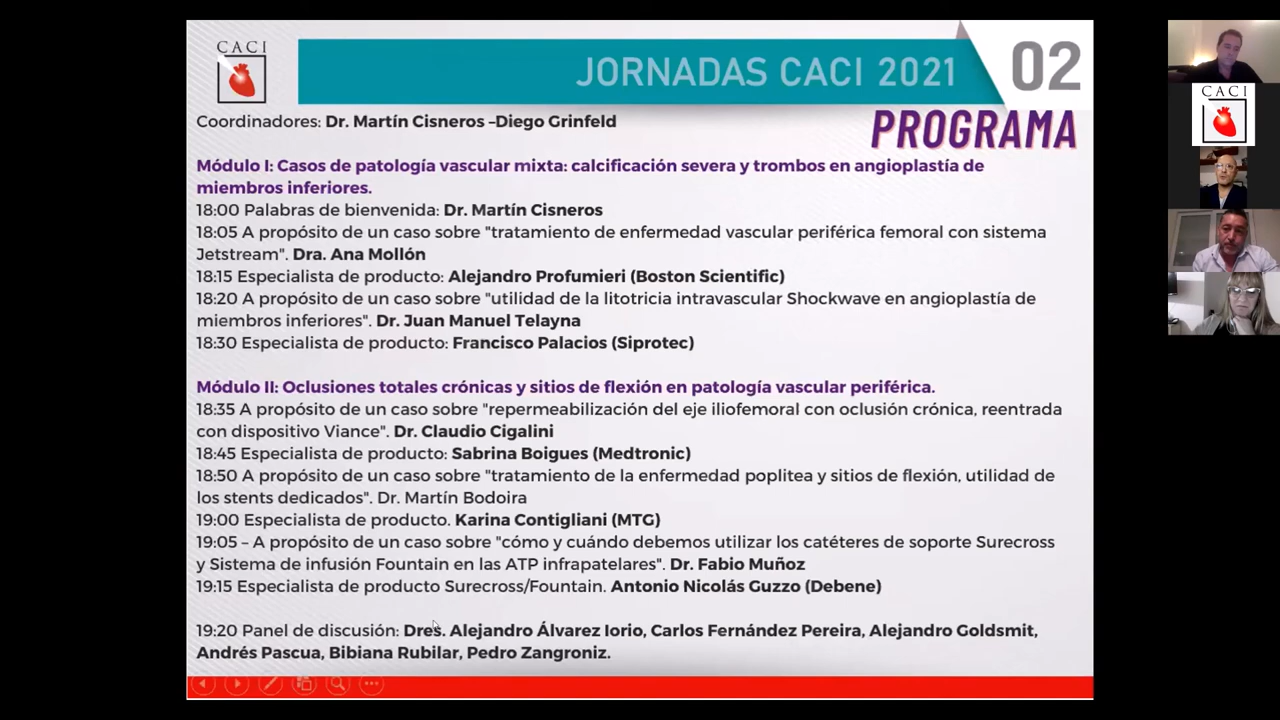 CACI
JORNADAS CACI 2021
02
PROGRAMA
Coordinadores: Dr. Martín Cisneros –Diego Grinfeld
Módulo I: Casos de patología vascular mixta: calcificación severa y trombos en angioplastía de
miembros inferiores.
18:00 Palabras de bienvenida: Dr. Martín Cisneros
18:05 A propósito de un caso sobre "tratamiento de enfermedad vascular periférica femoral con sistema
Jetstream". Dra. Ana Mollón
18:15 Especialista de producto: Alejandro Profumieri (Boston Scientific)
18:20 A propósito de un caso sobre "utilidad de la litotricia intravascular Shockwave en angioplastía de
miembros inferiores". Dr. Juan Manuel Telayna
18:30 Especialista de producto: Francisco Palacios (Siprotec)
Módulo II: Oclusiones totales crónicas y sitios de flexión en patología vascular periférica.
18:35 A propósito de un caso sobre "repermeabilización del eje iliofemoral con oclusión crónica, reentrada
con dispositivo Viance". Dr. Claudio Cigalini
18:45 Especialista de producto: Sabrina Boigues (Medtronic)
18:50 A propósito de un caso sobre "tratamiento de la enfermedad poplitea y sitios de flexión, utilidad de
los stents dedicados". Dr. Martín Bodoira
19:00 Especialista de producto. Karina Contigliani (MTG)
19:05 – A propósito de un caso sobre "cómo y cuándo debemos utilizar los catéteres de soporte Surecross
y Sistema de infusión Fountain en las ATP infrapatelares". Dr. Fabio Muñoz
19:15 Especialista de producto Surecross/Fountain. Antonio Nicolás Guzzo (Debene)
19:20 Panel de discusión: Dres. Alejandro Álvarez Iorio, Carlos Fernández Pereira, Alejandro Goldsmit,
Andrés Pascua, Bibiana Rubilar, Pedro Zangroniz.
CACI